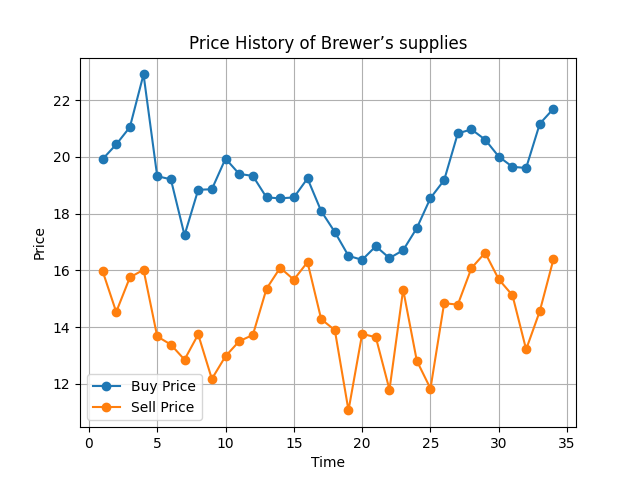 Price History of Brewer’s supplies
Price
22
20
18
16
14
12
Buy Price
Sell Price
0 5 10 15 20 25 30 35
Time